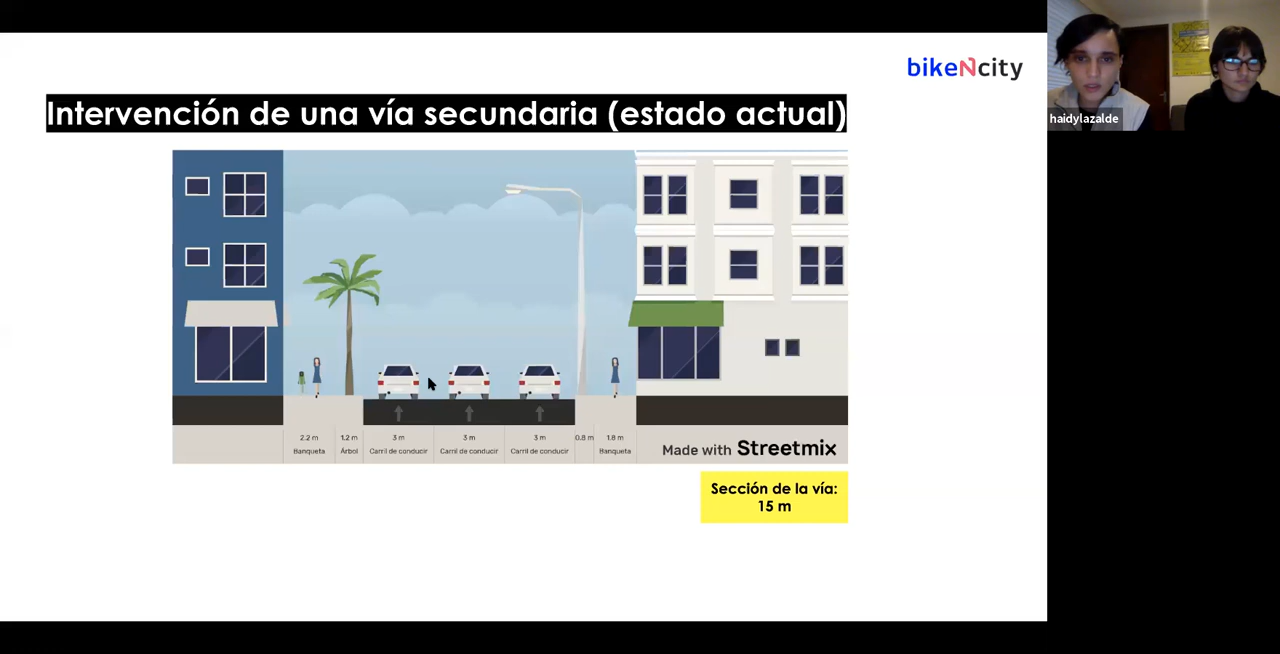 bikeNcity
haidylazalde
Intervención de una vía secundaria (estado actual)
2.2 m
1.2 m
3 m
3 m
3 m
0.8 m
1.8 m
Banqueta
Árbol
Carril de conducir
Carril de conducir
Carril de conducir
Banqueta
Made with Streetmix
Sección de la vía:
15 m